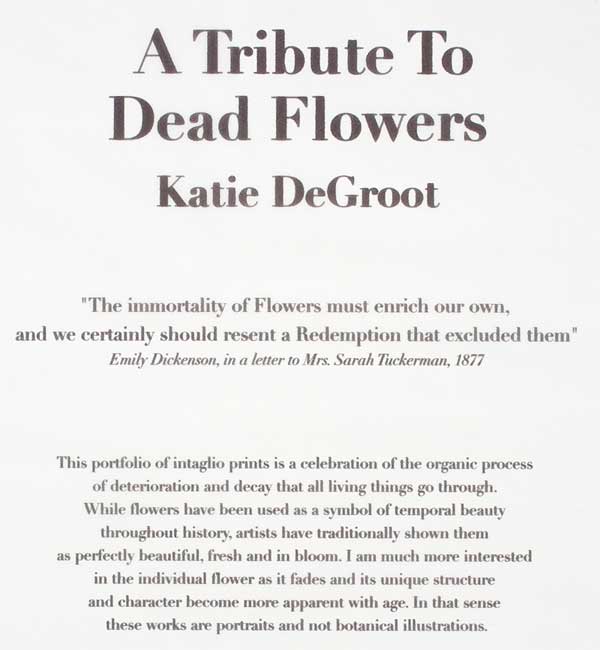 A Tribute To
Dead Flowers
Katie DeGroot
"The immortality of Flowers must enrich our own,
and we certainly should resent a Redemption that excluded them"
Emily Dickenson, in a letter to Mrs. Sarah Tuckerman, 1877
This portfolio of intaglio prints is a celebration of the organic process
of deterioration and decay that all living things go through.
While flowers have been used as a symbol of temporal beauty
throughout history, artists have traditionally shown them
as perfectly beautiful, fresh and in bloom. I am much more interested
in the individual flower as it fades and its unique structure
and character become more apparent with age. In that sense
these works are portraits and not botanical illustrations.